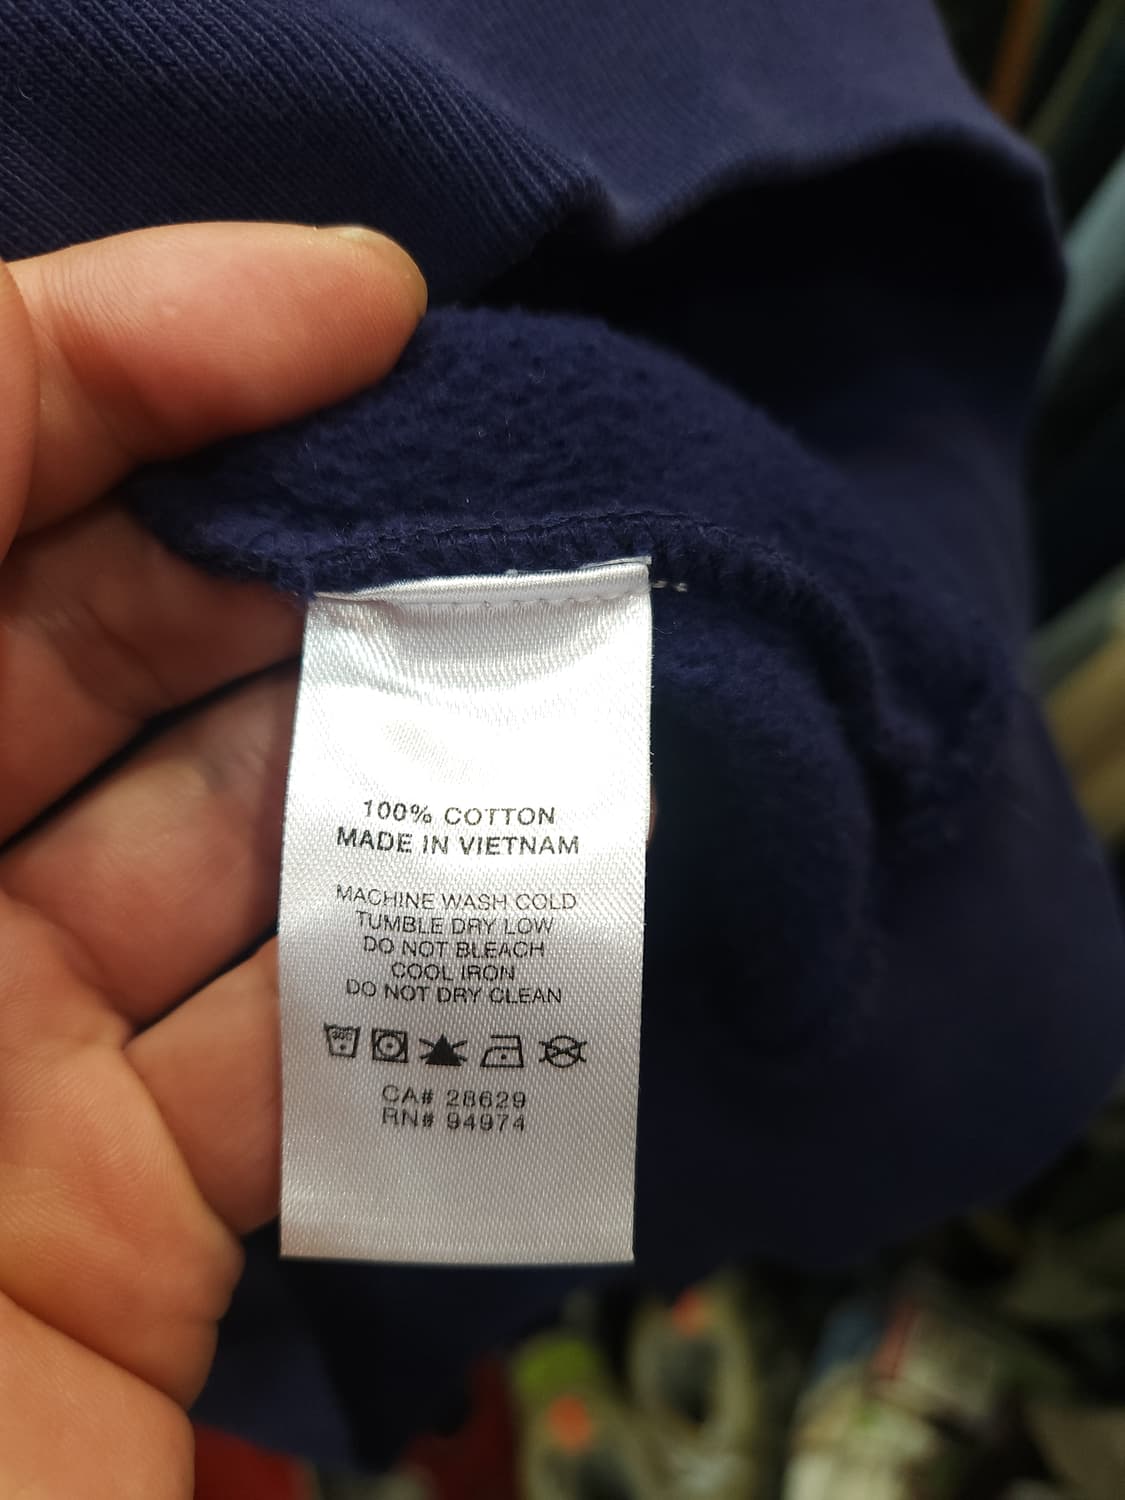 100% COTTON
MADE IN VIETNAM
MACHINE WASH COLD
TUMBLE DRY LOW
DO NOT BLEACH
COOL IRON
DO NOT DRY CLEAN
30C
CA# 28629
RN# 94974